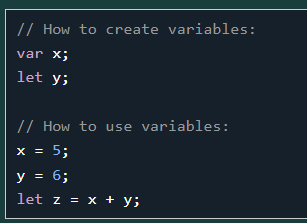 // How to create variables:
var x;
let y;
// How to use variables:
x = 5;
y = 6;
let z = x + y;